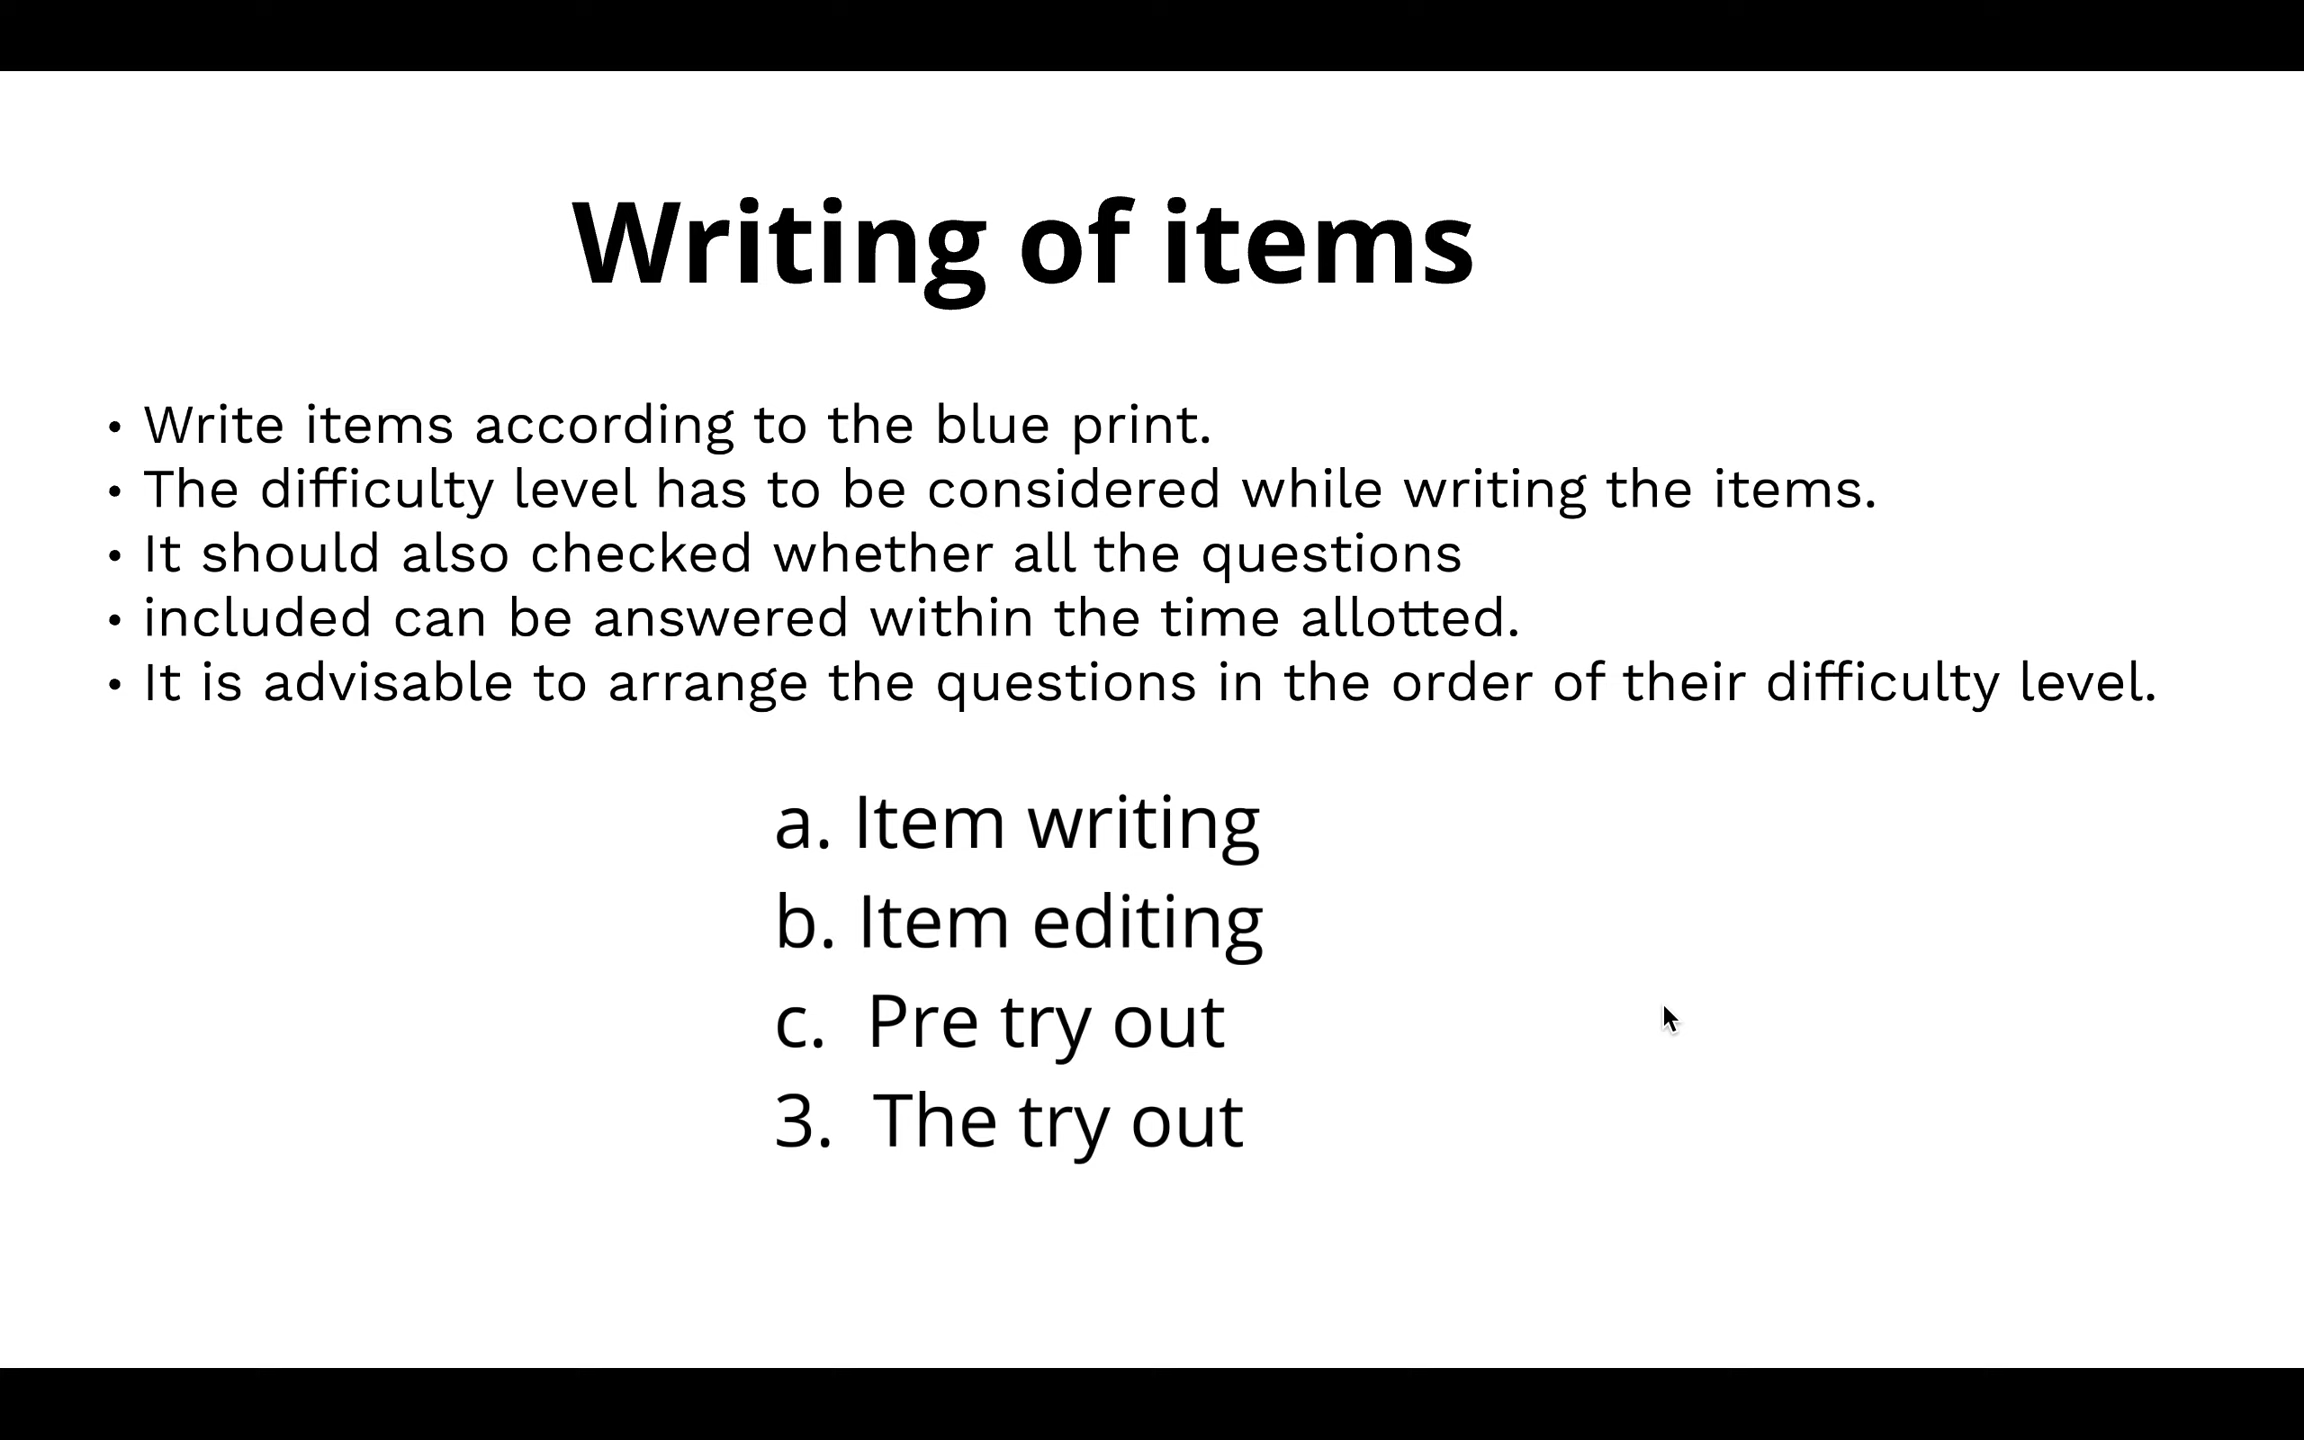 Writing of items
• Write items according to the blue print.
• The difficulty level has to be considered while writing the items.
• It should also checked whether all the questions
• included can be answered within the time allotted.
• It is advisable to arrange the questions in the order of their difficulty level.
a. Item writing
b. Item editing
c. Pre try out
3. The try out